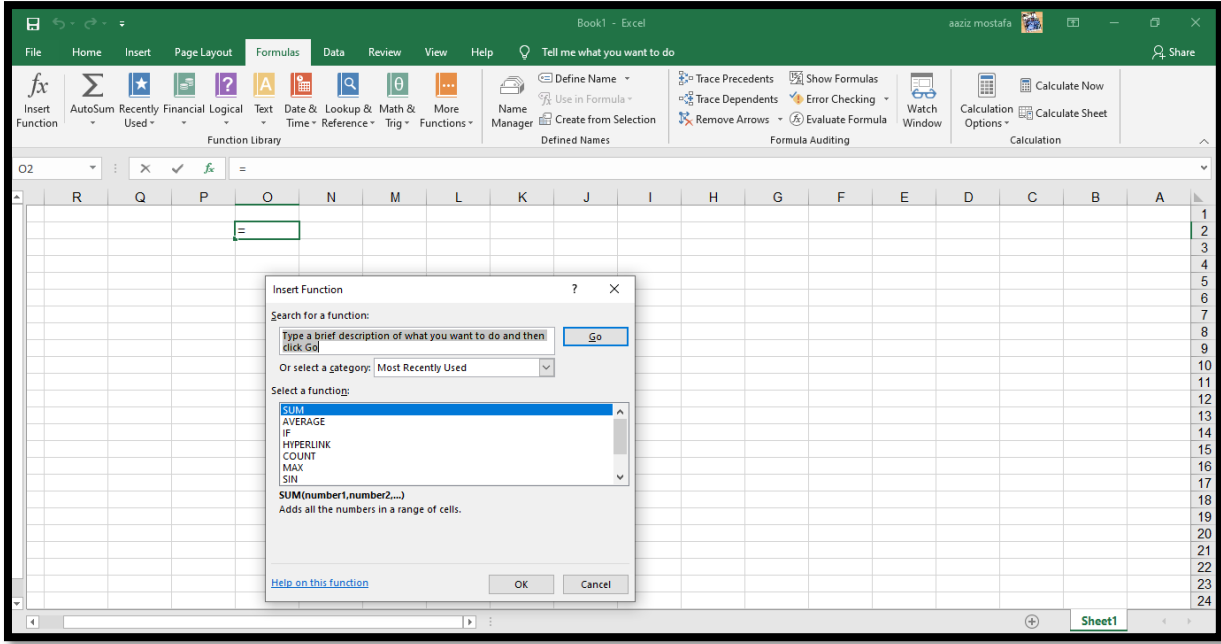 Book1 - Excel
aaziz mostafa
File Home Insert Page Layout Formulas Data Review View Help Tell me what you want to do Share
fx Insert Function
Σ AutoSum
Recently Used
Financial
Logical
A Text
Date & Time
Lookup & Reference
θ Math & Trig
More Functions
Function Library
Name Manager
Define Name
Use in Formula
Create from Selection
Defined Names
Trace Precedents
Trace Dependents
Remove Arrows
Show Formulas
Error Checking
Evaluate Formula
Formula Auditing
Watch Window
Calculation Options
Calculate Now
Calculate Sheet
Calculation
O2 fx =
R Q P O N M L K J I H G F E D C B A
1
=
2
3
4
5
6
7
8
9
10
11
12
13
14
15
16
17
18
19
20
21
22
23
24
Insert Function ?
Search for a function:
Type a brief description of what you want to do and then
click Go
Go
Or select a category: Most Recently Used
Select a function:
SUM
AVERAGE
IF
HYPERLINK
COUNT
MAX
SIN
SUM(number1,number2,...)
Adds all the numbers in a range of cells.
Help on this function
OK Cancel
Sheet1